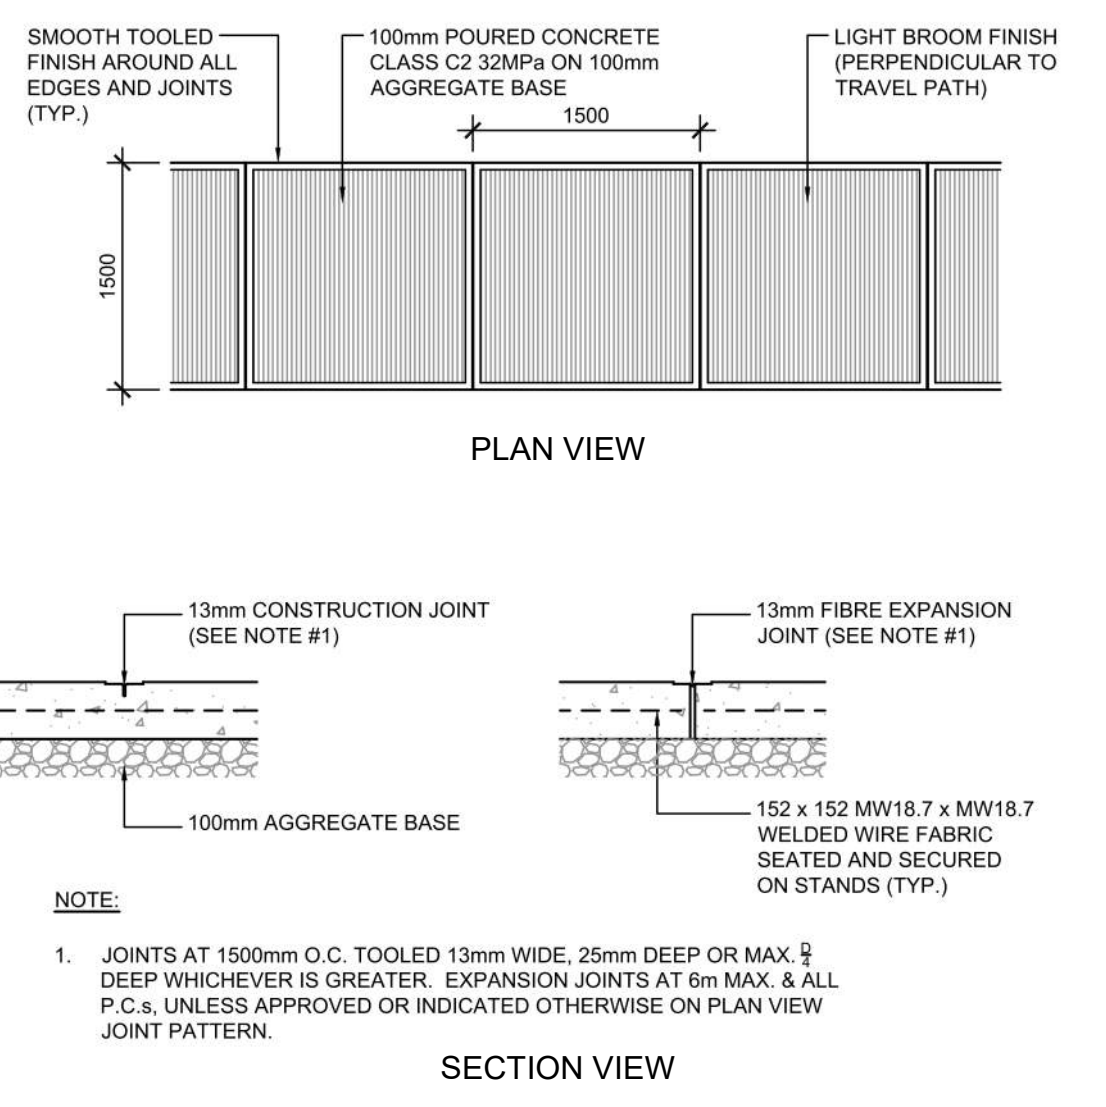 SMOOTH TOOLED
FINISH AROUND ALL
EDGES AND JOINTS
(TYP.)
100mm POURED CONCRETE
CLASS C2 32MPa ON 100mm
AGGREGATE BASE
LIGHT BROOM FINISH
(PERPENDICULAR TO
TRAVEL PATH)
1500
1500
PLAN VIEW
13mm CONSTRUCTION JOINT
(SEE NOTE #1)
13mm FIBRE EXPANSION
JOINT (SEE NOTE #1)
100mm AGGREGATE BASE
152 x 152 MW18.7 x MW18.7
WELDED WIRE FABRIC
SEATED AND SECURED
ON STANDS (TYP.)
NOTE:
1. JOINTS AT 1500mm O.C. TOOLED 13mm WIDE, 25mm DEEP OR MAX. D/4
DEEP WHICHEVER IS GREATER. EXPANSION JOINTS AT 6m MAX. & ALL
P.C.s, UNLESS APPROVED OR INDICATED OTHERWISE ON PLAN VIEW
JOINT PATTERN.
SECTION VIEW